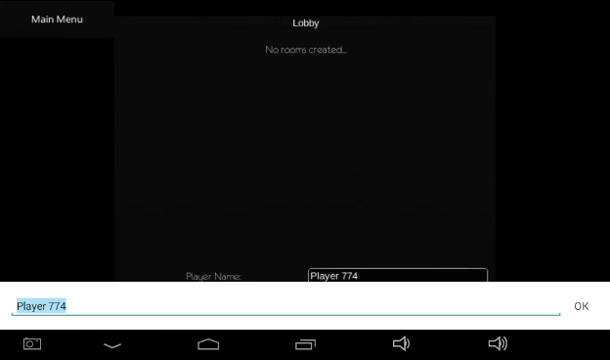 Main Menu
Lobby
No rooms created...
Player Name: Player 774
Player 774 OK